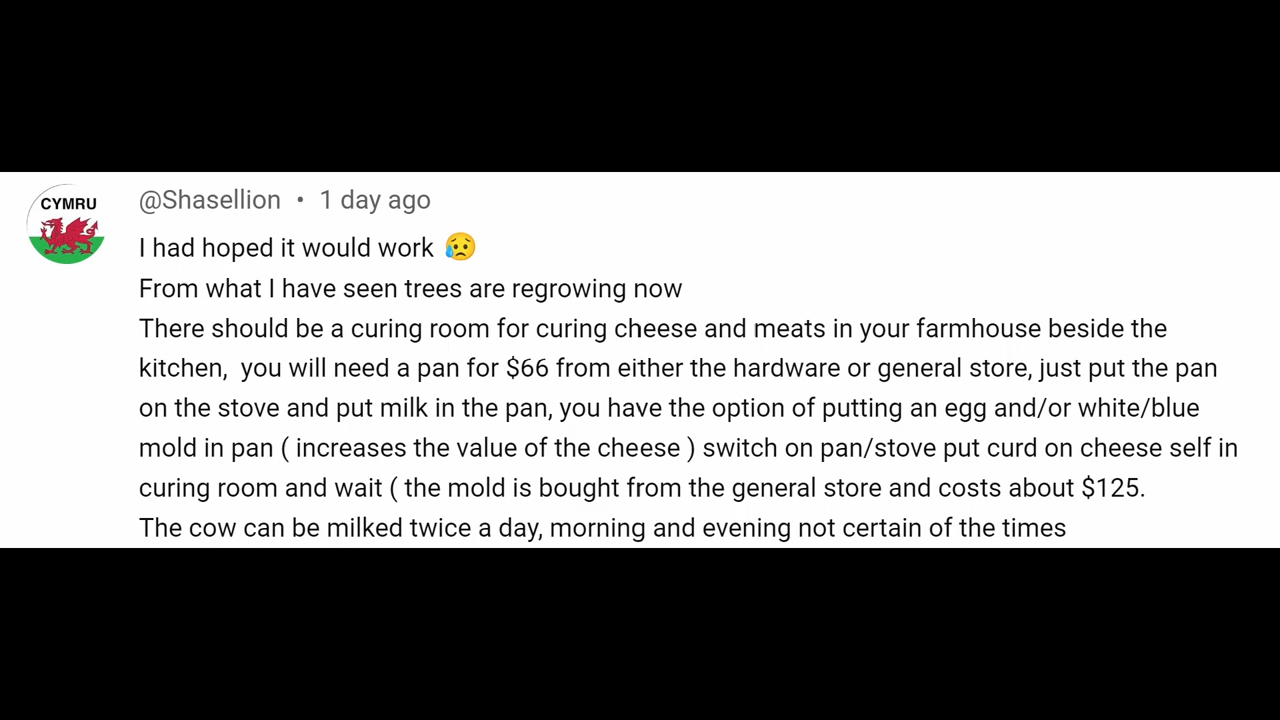 CYMRU
@Shasellion • 1 day ago
I had hoped it would work 😥
From what I have seen trees are regrowing now
There should be a curing room for curing cheese and meats in your farmhouse beside the
kitchen,  you will need a pan for $66 from either the hardware or general store, just put the pan
on the stove and put milk in the pan, you have the option of putting an egg and/or white/blue
mold in pan ( increases the value of the cheese ) switch on pan/stove put curd on cheese self in
curing room and wait ( the mold is bought from the general store and costs about $125.
The cow can be milked twice a day, morning and evening not certain of the times